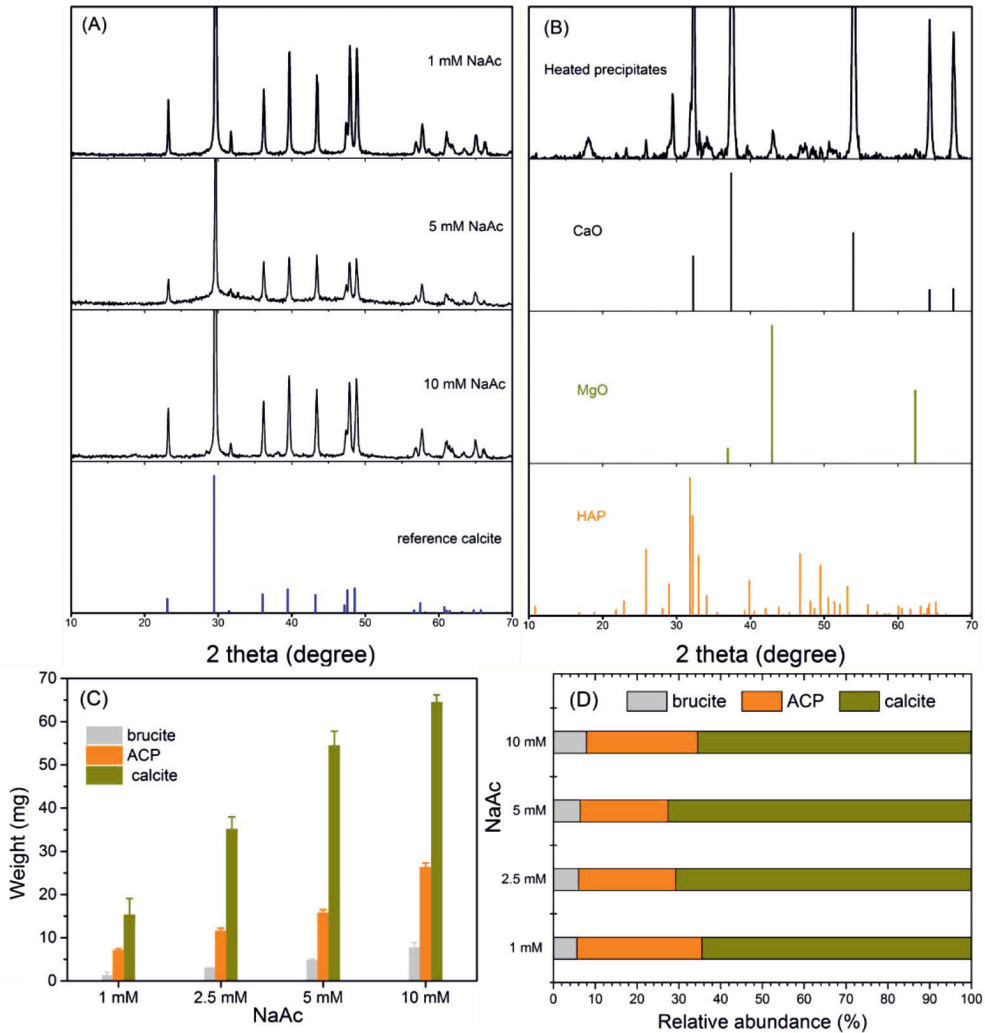 (A)
1 mM NaAc
5 mM NaAc
10 mM NaAc
reference calcite
10 20 30 40 50 60 70
2 theta (degree)
(B)
Heated precipitates
CaO
MgO
HAP
10 20 30 40 50 60 70
2 theta (degree)
(C)
brucite
ACP
calcite
Weight (mg)
70
60
50
40
30
20
10
0
1 mM 2.5 mM 5 mM 10 mM
NaAc
(D)
brucite ACP calcite
NaAc
10 mM
5 mM
2.5 mM
1 mM
0 10 20 30 40 50 60 70 80 90 100
Relative abundance (%)